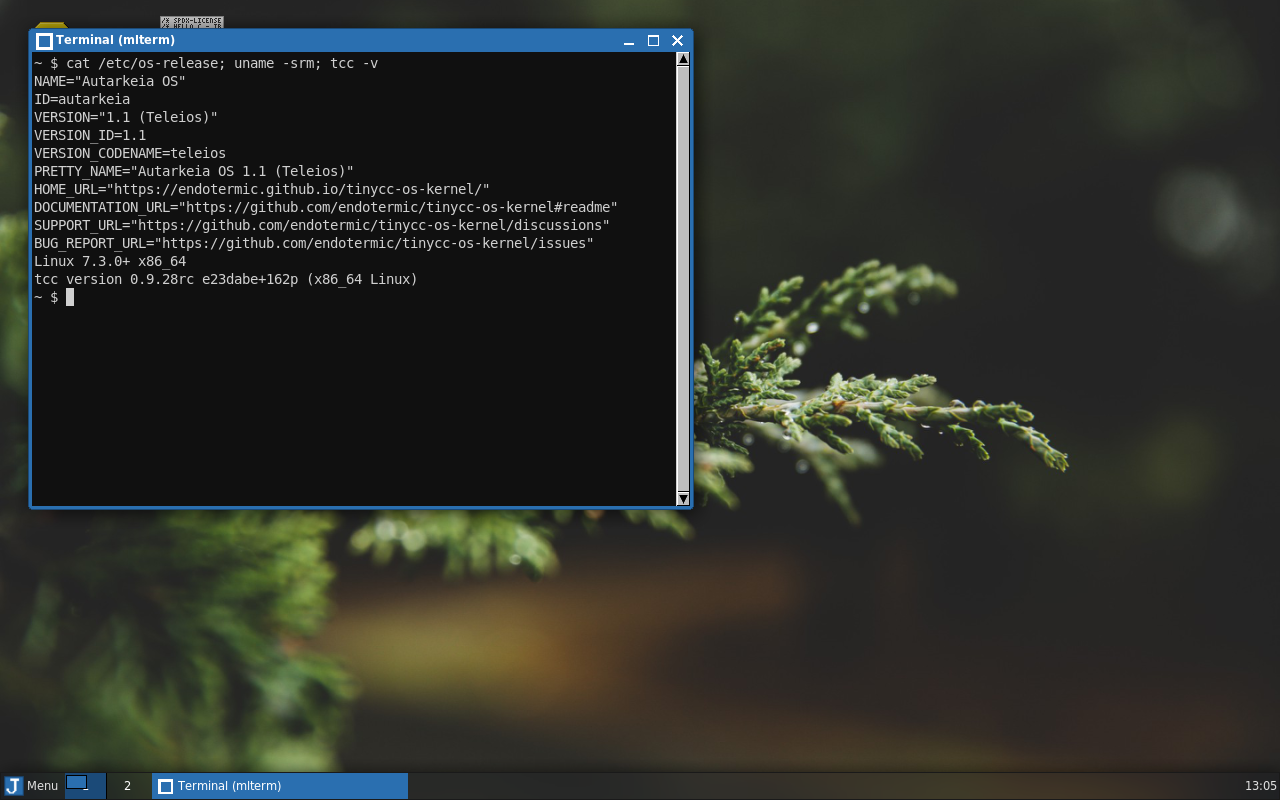 /* SPDX-LICENSE
Terminal (mlterm)
~ $ cat /etc/os-release; uname -srm; tcc -v
NAME="Autarkeia OS"
ID=autarkeia
VERSION="1.1 (Teleios)"
VERSION_ID=1.1
VERSION_CODENAME=teleios
PRETTY_NAME="Autarkeia OS 1.1 (Teleios)"
HOME_URL="https://endotermic.github.io/tinycc-os-kernel/"
DOCUMENTATION_URL="https://github.com/endotermic/tinycc-os-kernel#readme"
SUPPORT_URL="https://github.com/endotermic/tinycc-os-kernel/discussions"
BUG_REPORT_URL="https://github.com/endotermic/tinycc-os-kernel/issues"
Linux 7.3.0+ x86_64
tcc version 0.9.28rc e23dabe+162p (x86_64 Linux)
~ $
J Menu 1 2 Terminal (mlterm) 13:05